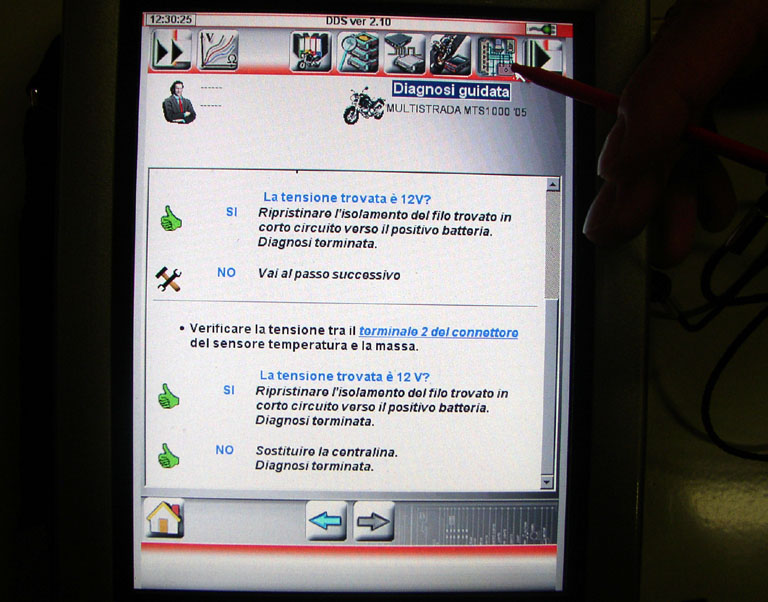 12:30:25
DDS ver 2.10
V
Ω
Diagnosi guidata
MULTISTRADA MTS1000 '05
La tensione trovata è 12V?
SI
Ripristinare l'isolamento del filo trovato in
corto circuito verso il positivo batteria.
Diagnosi terminata.
NO
Vai al passo successivo
• Verificare la tensione tra il terminale 2 del connettore
del sensore temperatura e la massa.
La tensione trovata è 12 V?
SI
Ripristinare l'isolamento del filo trovato in
corto circuito verso il positivo batteria.
Diagnosi terminata.
NO
Sostituire la centralina.
Diagnosi terminata.